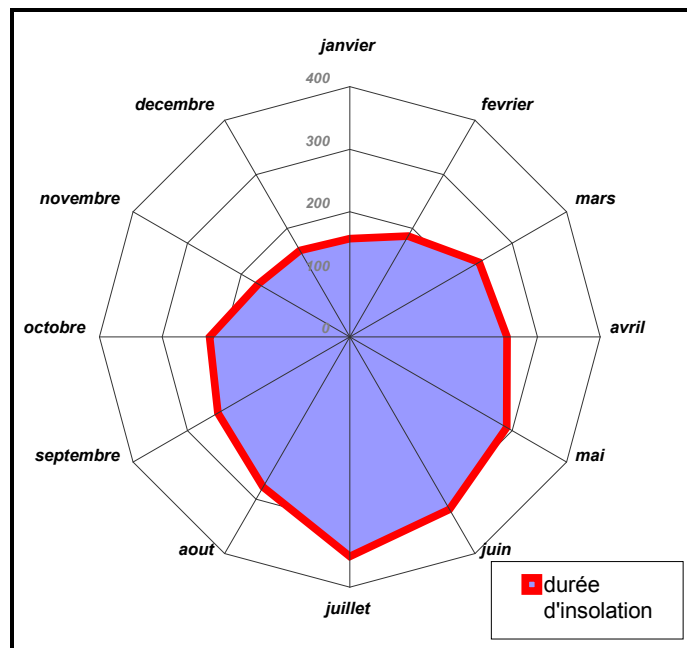 janvier
400
decembre
fevrier
300
novembre
mars
200
100
octobre
0
avril
septembre
mai
aout
juin
juillet
durée
d'insolation